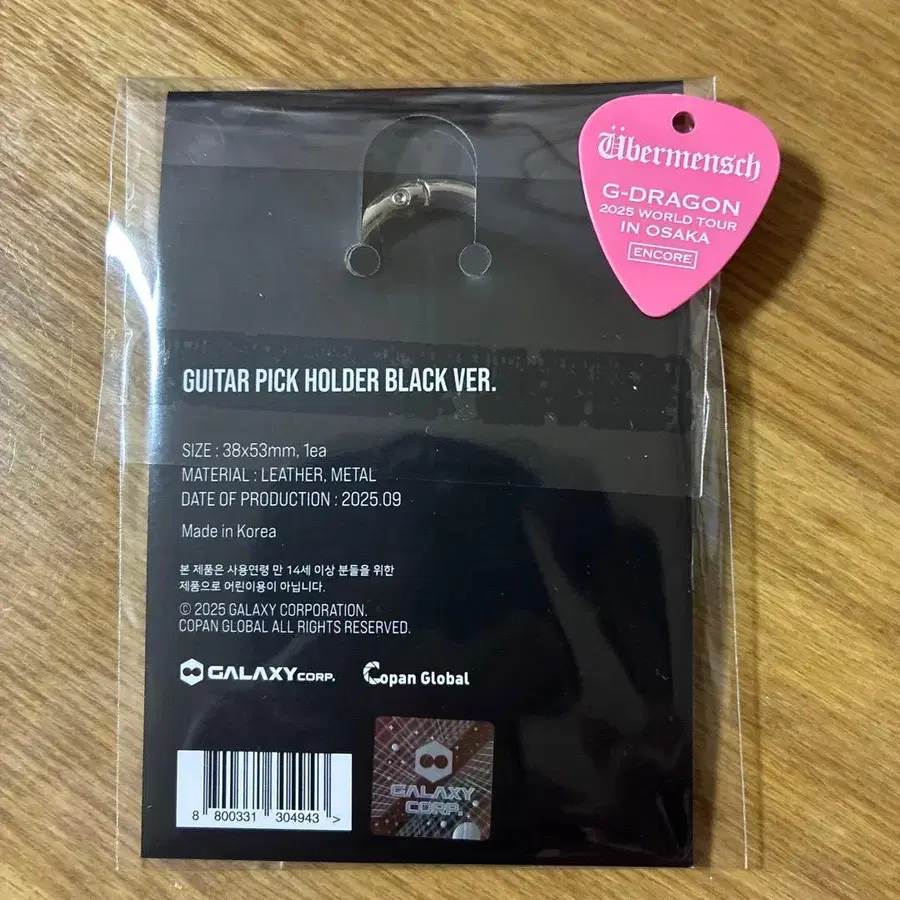 Übermensch
G-DRAGON
2025 WORLD TOUR
IN OSAKA
ENCORE
GUITAR PICK HOLDER BLACK VER.
SIZE : 38x53mm, 1ea
MATERIAL : LEATHER, METAL
DATE OF PRODUCTION : 2025.09
Made in Korea
본 제품은 사용연령 만 14세 이상 분들을 위한
제품으로 어린이용이 아닙니다.
© 2025 GALAXY CORPORATION.
COPAN GLOBAL ALL RIGHTS RESERVED.
GALAXY CORP. Copan Global
GALAXY
CORP.
8 800331 304943 >